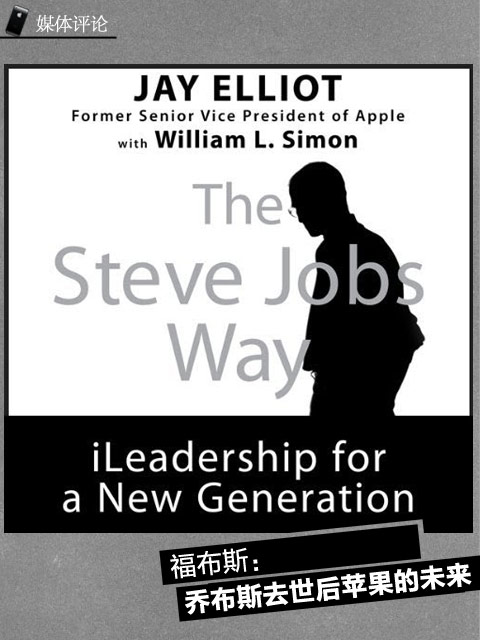 媒体评论
JAY ELLIOT
Former Senior Vice President of Apple
with William L. Simon
The
Steve Jobs
Way
iLeadership for
a New Generation
福布斯：
乔布斯去世后苹果的未来